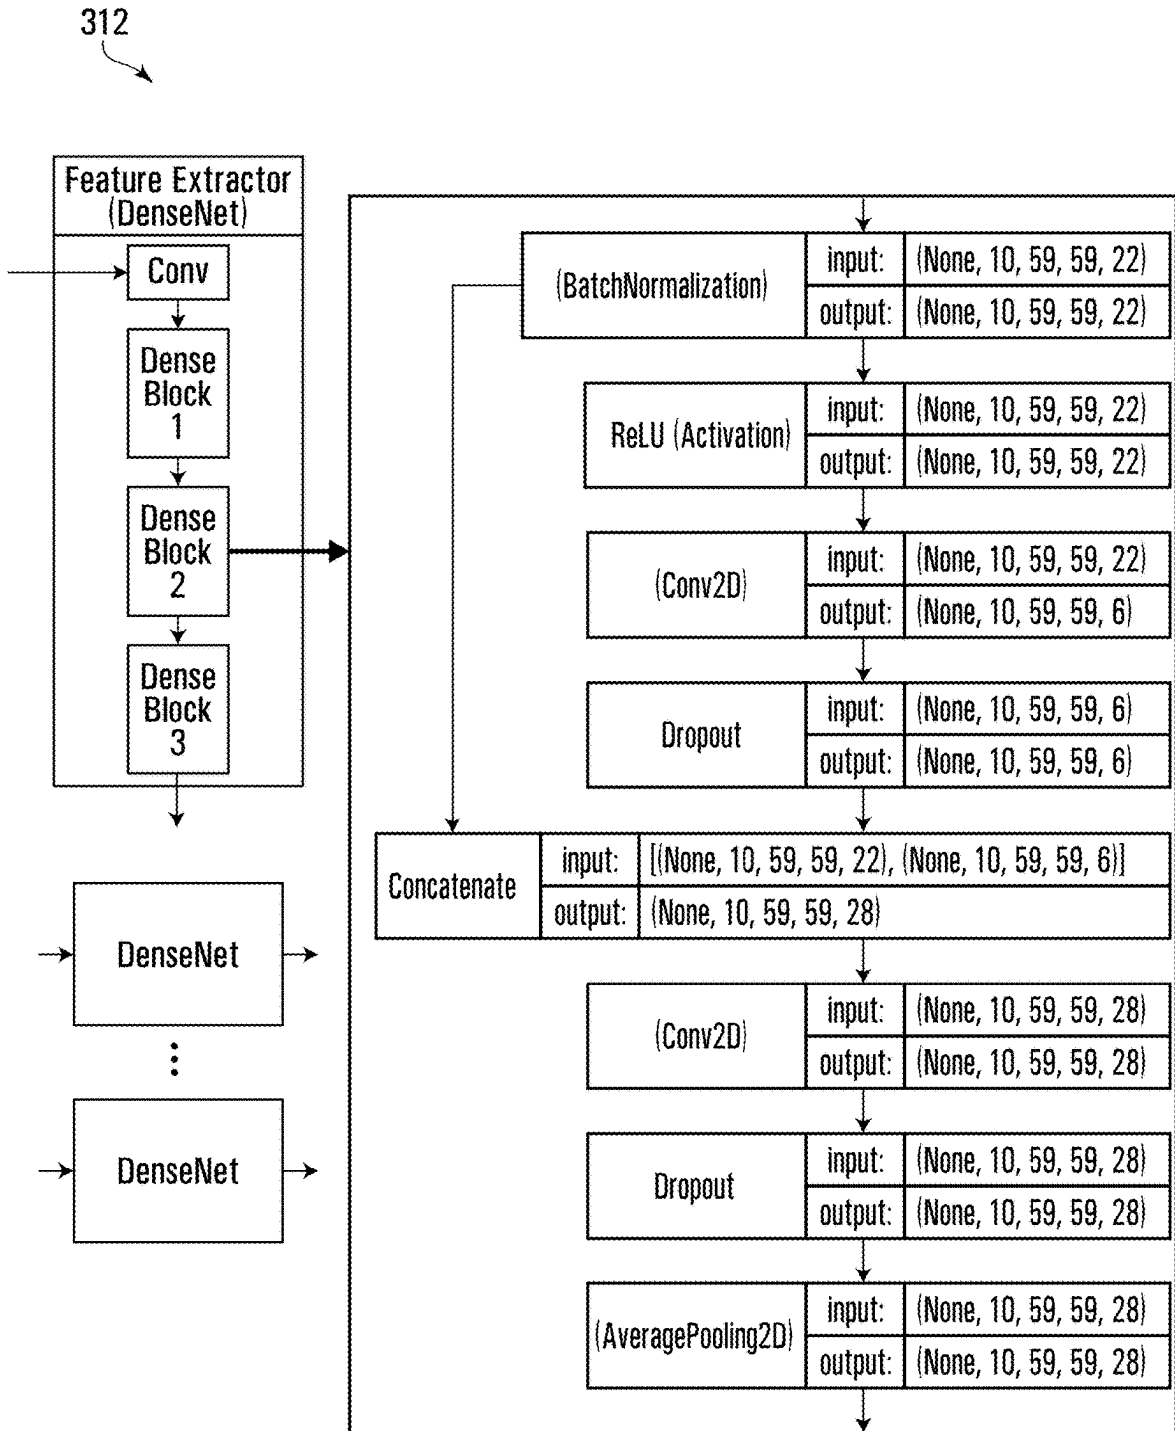 312
Feature Extractor
(DenseNet)
Conv
Dense
Block
1
Dense
Block
2
Dense
Block
3
DenseNet
DenseNet
(BatchNormalization)
input: (None, 10, 59, 59, 22)
output: (None, 10, 59, 59, 22)
ReLU (Activation)
input: (None, 10, 59, 59, 22)
output: (None, 10, 59, 59, 22)
(Conv2D)
input: (None, 10, 59, 59, 22)
output: (None, 10, 59, 59, 6)
Dropout
input: (None, 10, 59, 59, 6)
output: (None, 10, 59, 59, 6)
Concatenate
input: [(None, 10, 59, 59, 22), (None, 10, 59, 59, 6)]
output: (None, 10, 59, 59, 28)
(Conv2D)
input: (None, 10, 59, 59, 28)
output: (None, 10, 59, 59, 28)
Dropout
input: (None, 10, 59, 59, 28)
output: (None, 10, 59, 59, 28)
(AveragePooling2D)
input: (None, 10, 59, 59, 28)
output: (None, 10, 59, 59, 28)